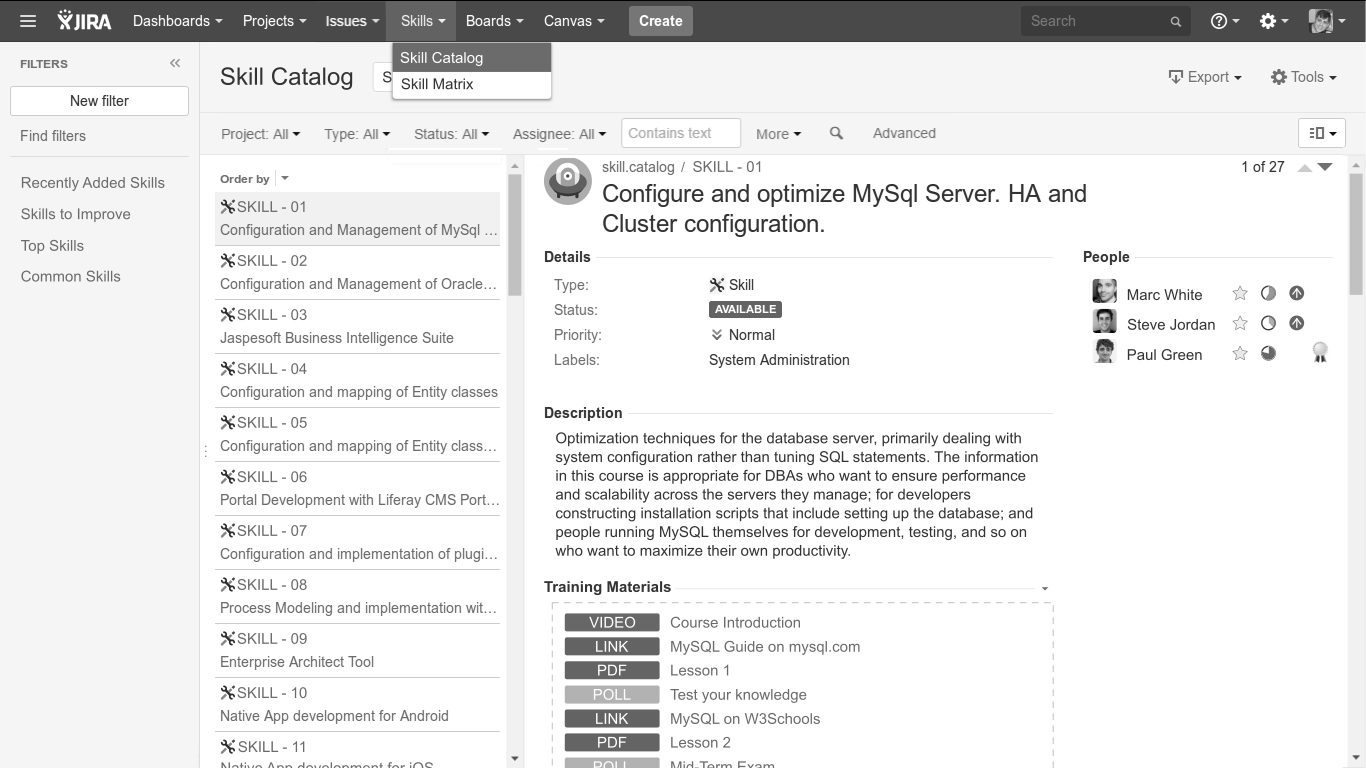 JIRA Dashboards Projects Issues Skills Boards Canvas Create Search
Skill Catalog
Skill Matrix
FILTERS
New filter
Find filters
Recently Added Skills
Skills to Improve
Top Skills
Common Skills
Skill Catalog S
Export Tools
Project: All Type: All Status: All Assignee: All Contains text More Advanced
Order by
SKILL - 01
Configuration and Management of MySql ...
SKILL - 02
Configuration and Management of Oracle...
SKILL - 03
Jaspesoft Business Intelligence Suite
SKILL - 04
Configuration and mapping of Entity classes
SKILL - 05
Configuration and mapping of Entity class...
SKILL - 06
Portal Development with Liferay CMS Port...
SKILL - 07
Configuration and implementation of plugi...
SKILL - 08
Process Modeling and implementation wit...
SKILL - 09
Enterprise Architect Tool
SKILL - 10
Native App development for Android
SKILL - 11
Native App development for iOS
skill.catalog / SKILL - 01
1 of 27
Configure and optimize MySql Server. HA and
Cluster configuration.
Details
Type: Skill
Status: AVAILABLE
Priority: Normal
Labels: System Administration
People
Marc White
Steve Jordan
Paul Green
Description
Optimization techniques for the database server, primarily dealing with
system configuration rather than tuning SQL statements. The information
in this course is appropriate for DBAs who want to ensure performance
and scalability across the servers they manage; for developers
constructing installation scripts that include setting up the database; and
people running MySQL themselves for development, testing, and so on
who want to maximize their own productivity.
Training Materials
VIDEO Course Introduction
LINK MySQL Guide on mysql.com
PDF Lesson 1
POLL Test your knowledge
LINK MySQL on W3Schools
PDF Lesson 2
POLL Mid-Term Exam